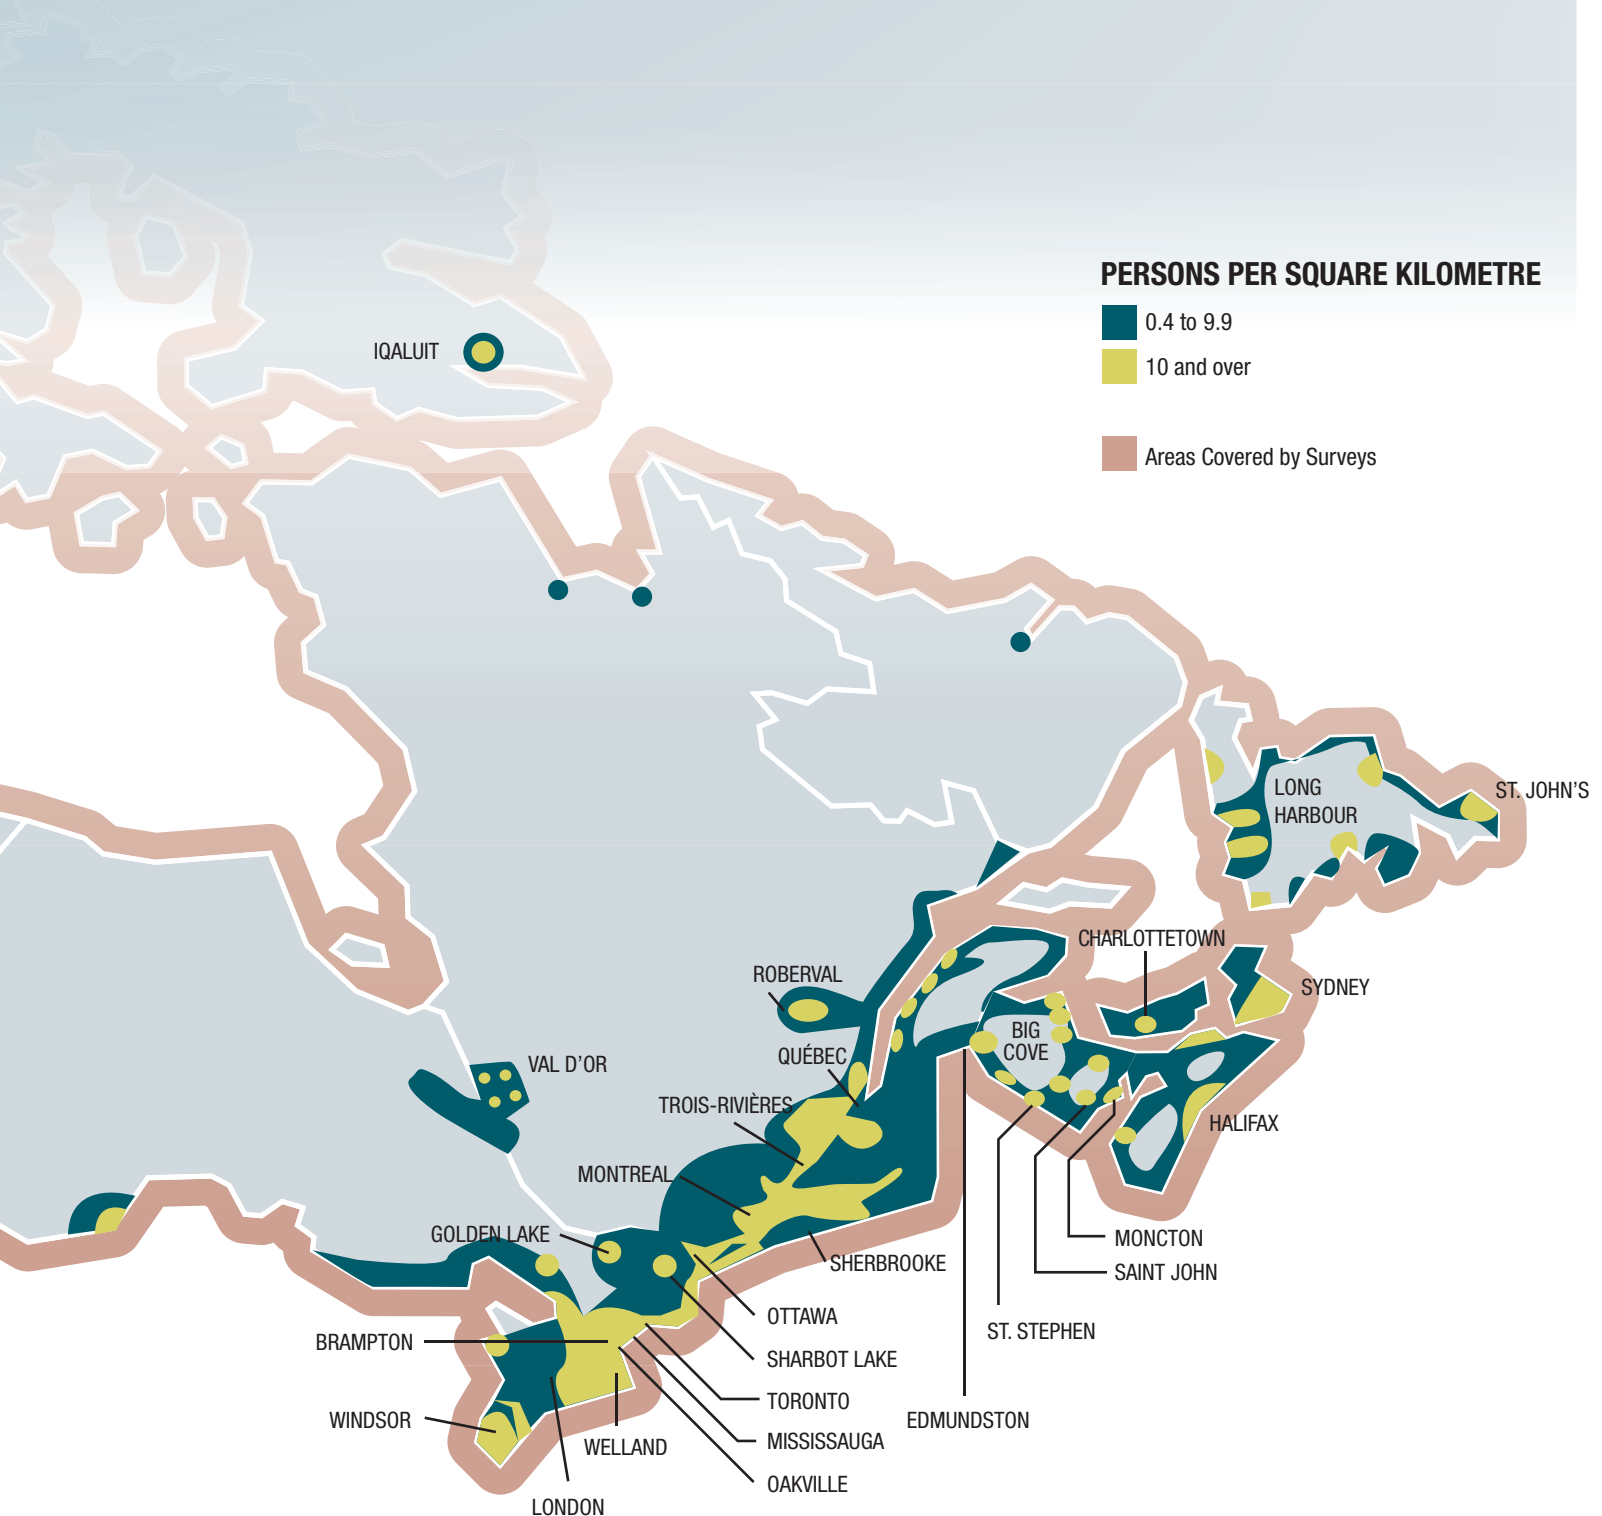 PERSONS PER SQUARE KILOMETRE
0.4 to 9.9
10 and over
Areas Covered by Surveys
IQALUIT
LONG
HARBOUR
ST. JOHN'S
CHARLOTTETOWN
SYDNEY
ROBERVAL
BIG
COVE
QUÉBEC
VAL D'OR
TROIS-RIVIÈRES
HALIFAX
MONTREAL
GOLDEN LAKE
MONCTON
SHERBROOKE
SAINT JOHN
OTTAWA
ST. STEPHEN
BRAMPTON
SHARBOT LAKE
TORONTO
WINDSOR
EDMUNDSTON
MISSISSAUGA
WELLAND
OAKVILLE
LONDON